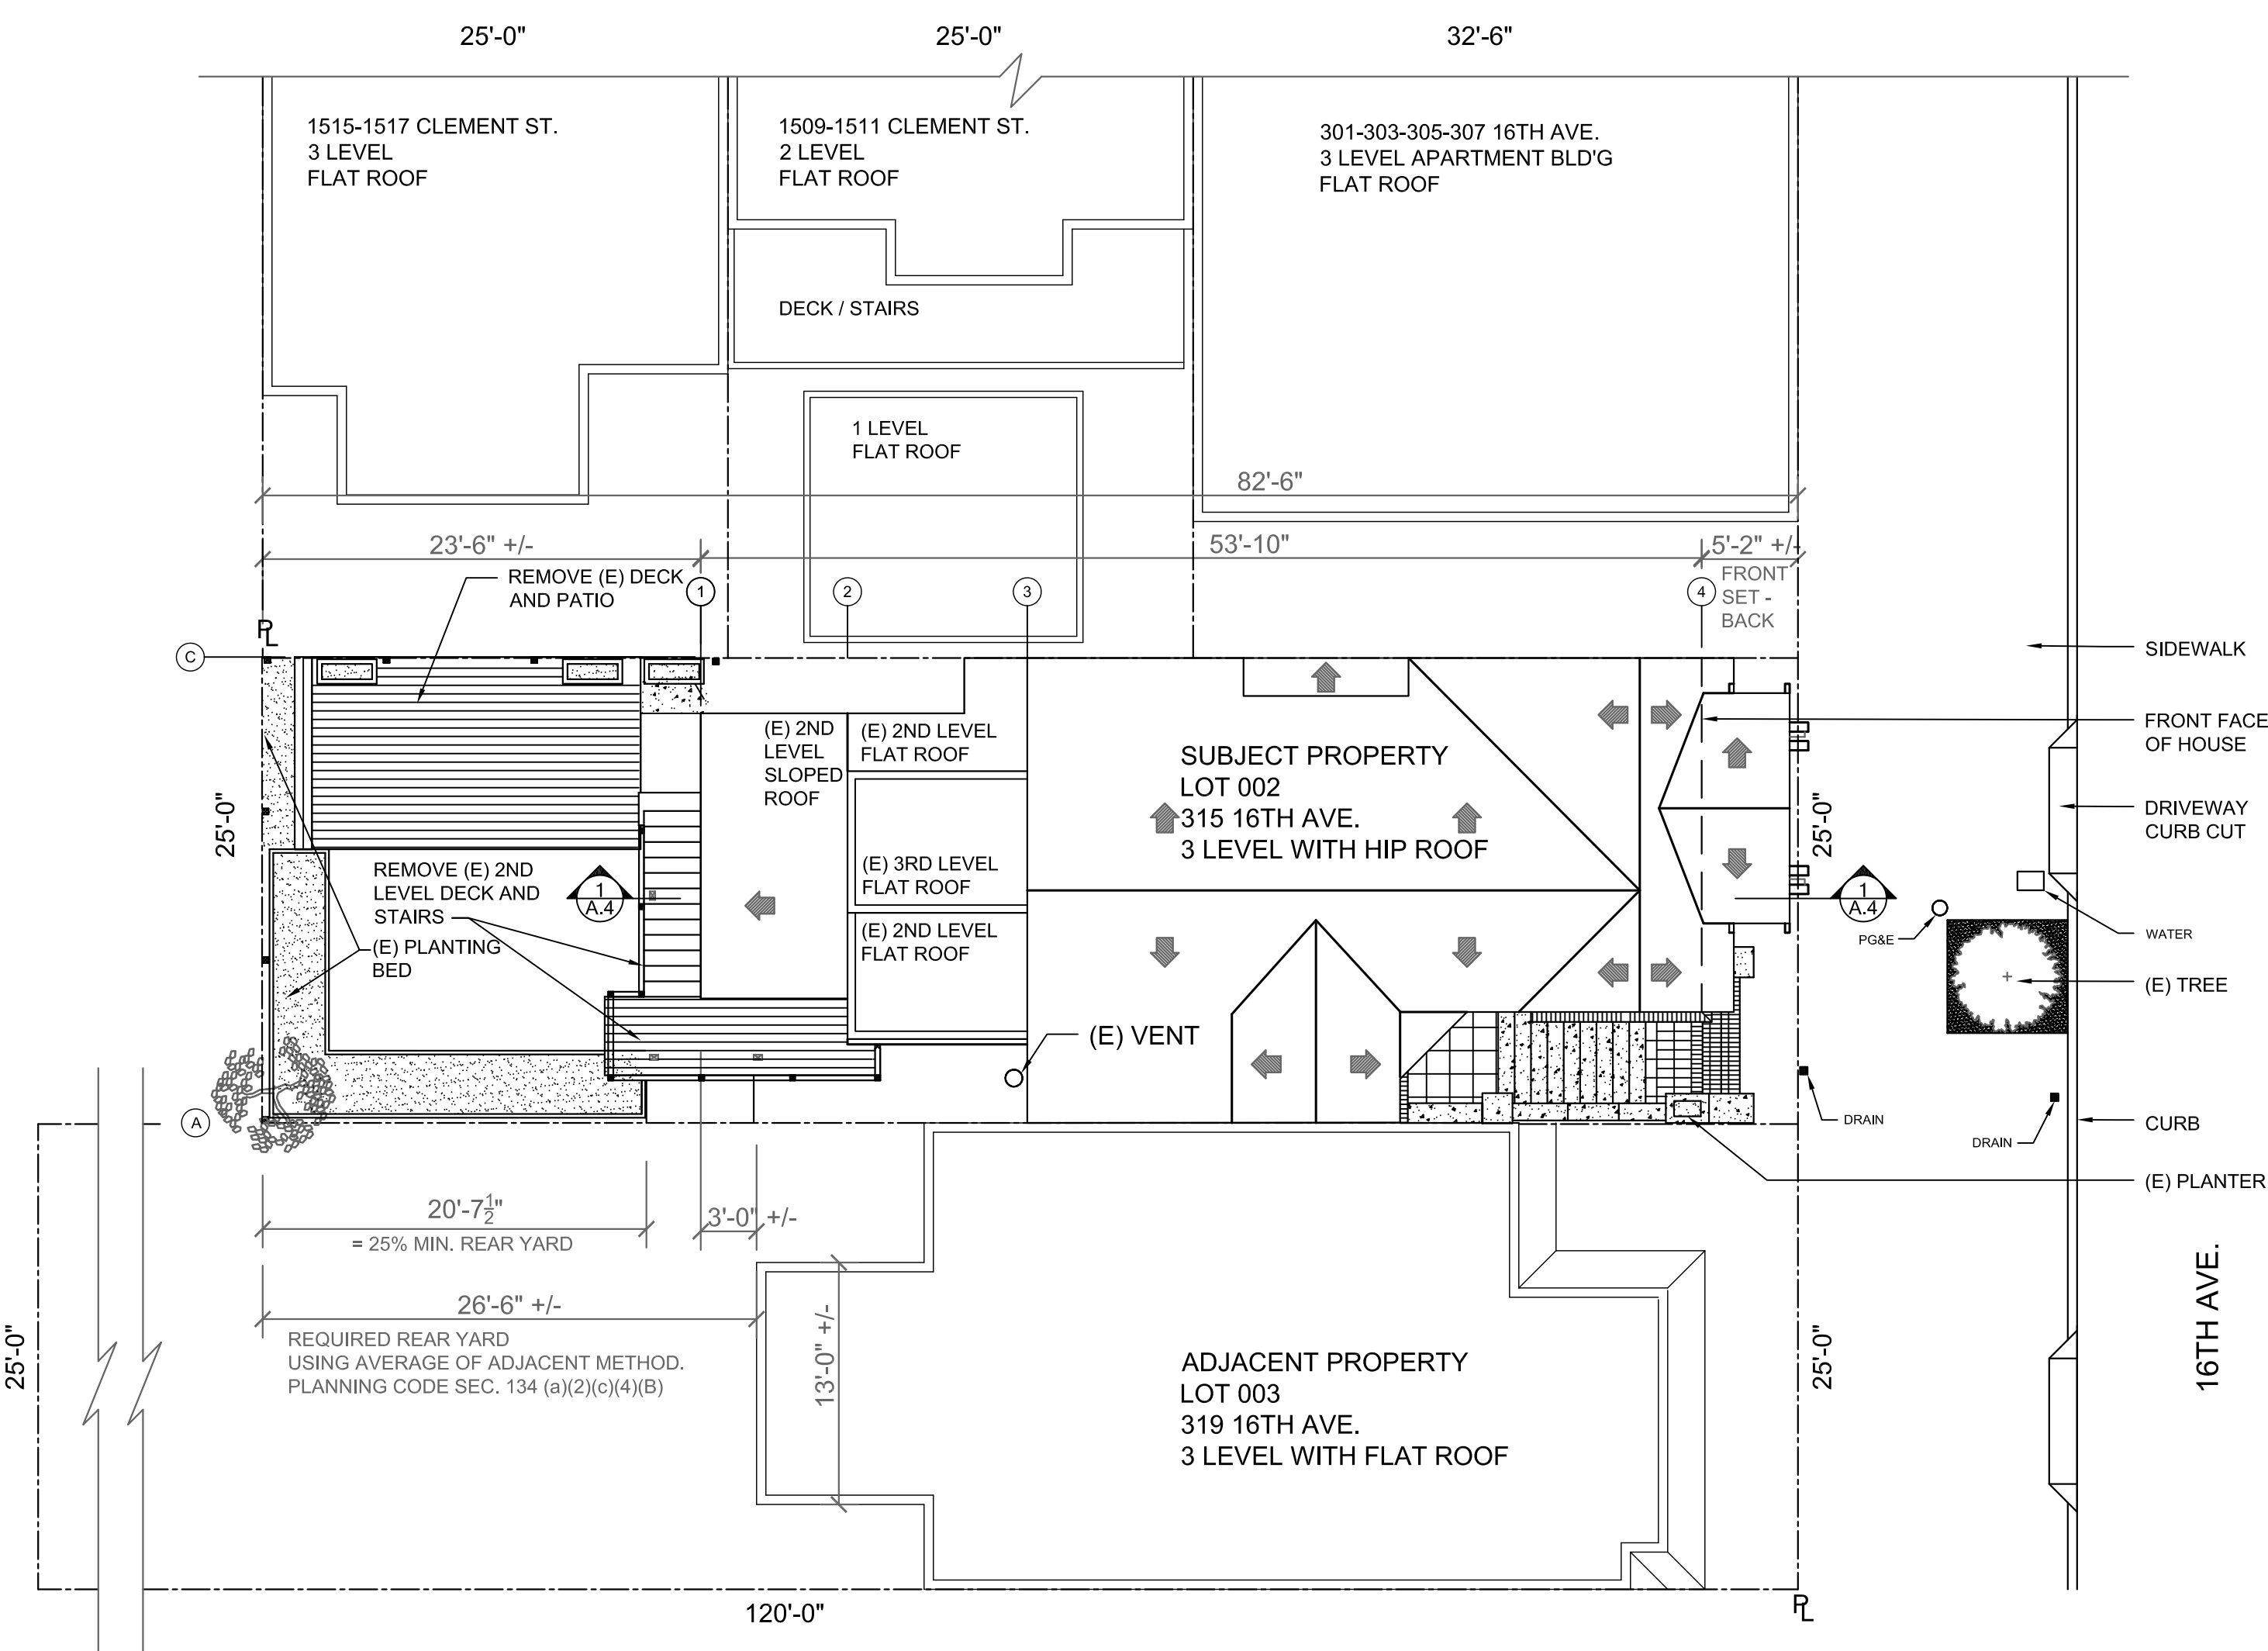 25'-0"
25'-0"
32'-6"
1515-1517 CLEMENT ST.
3 LEVEL
FLAT ROOF
1509-1511 CLEMENT ST.
2 LEVEL
FLAT ROOF
301-303-305-307 16TH AVE.
3 LEVEL APARTMENT BLD'G
FLAT ROOF
DECK / STAIRS
1 LEVEL
FLAT ROOF
82'-6"
23'-6" +/-
53'-10"
5'-2" +/-
FRONT
SET -
BACK
REMOVE (E) DECK
AND PATIO
1
2
3
4
PL
C
SIDEWALK
FRONT FACE
OF HOUSE
DRIVEWAY
CURB CUT
WATER
PG&E
(E) TREE
DRAIN
DRAIN
CURB
(E) PLANTER
(E) 2ND
LEVEL
SLOPED
ROOF
(E) 2ND LEVEL
FLAT ROOF
(E) 3RD LEVEL
FLAT ROOF
(E) 2ND LEVEL
FLAT ROOF
SUBJECT PROPERTY
LOT 002
315 16TH AVE.
3 LEVEL WITH HIP ROOF
25'-0"
25'-0"
REMOVE (E) 2ND
LEVEL DECK AND
STAIRS
(E) PLANTING
BED
1
A.4
1
A.4
(E) VENT
A
20'-7½"
= 25% MIN. REAR YARD
3'-0" +/-
26'-6" +/-
REQUIRED REAR YARD
USING AVERAGE OF ADJACENT METHOD.
PLANNING CODE SEC. 134 (a)(2)(c)(4)(B)
13'-0" +/-
ADJACENT PROPERTY
LOT 003
319 16TH AVE.
3 LEVEL WITH FLAT ROOF
25'-0"
25'-0"
16TH AVE.
120'-0"
PL